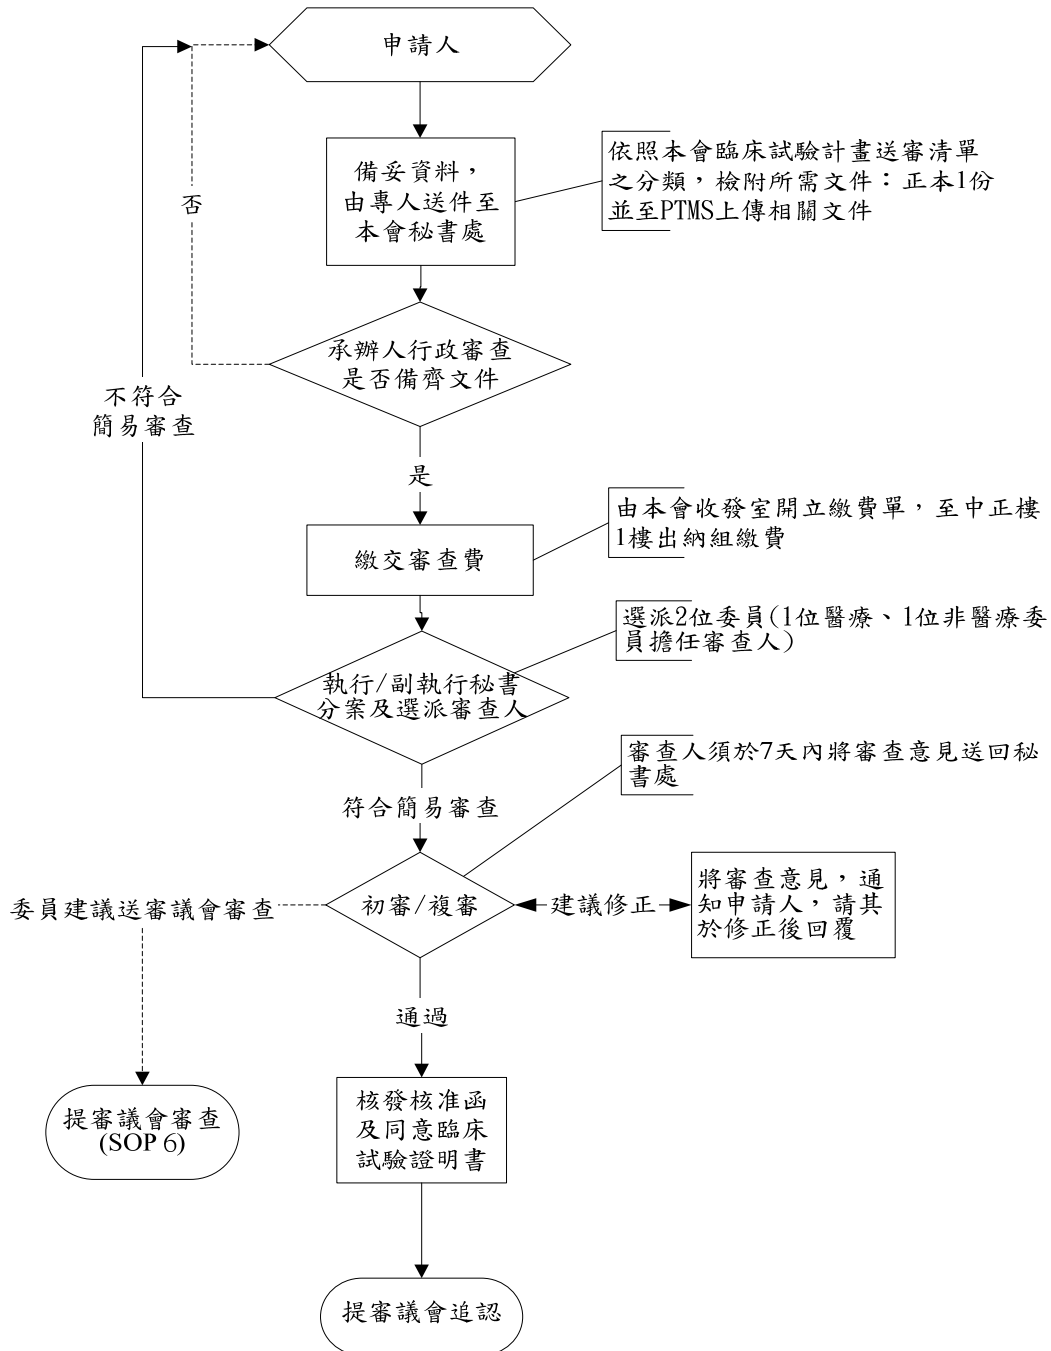 申請人
備妥資料，
由專人送件至
本會秘書處
依照本會臨床試驗計畫送審清單
之分類，檢附所需文件：正本1份
並至PTMS上傳相關文件
否
承辦人行政審查
是否備齊文件
不符合
簡易審查
是
由本會收發室開立繳費單，至中正樓
1樓出納組繳費
繳交審查費
選派2位委員(1位醫療、1位非醫療委
員擔任審查人)
執行/副執行秘書
分案及選派審查人
審查人須於7天內將審查意見送回秘
書處
符合簡易審查
委員建議送審議會審查
初審/複審
建議修正
將審查意見，通
知申請人，請其
於修正後回覆
通過
提審議會審查
(SOP 6)
核發核准函
及同意臨床
試驗證明書
提審議會追認